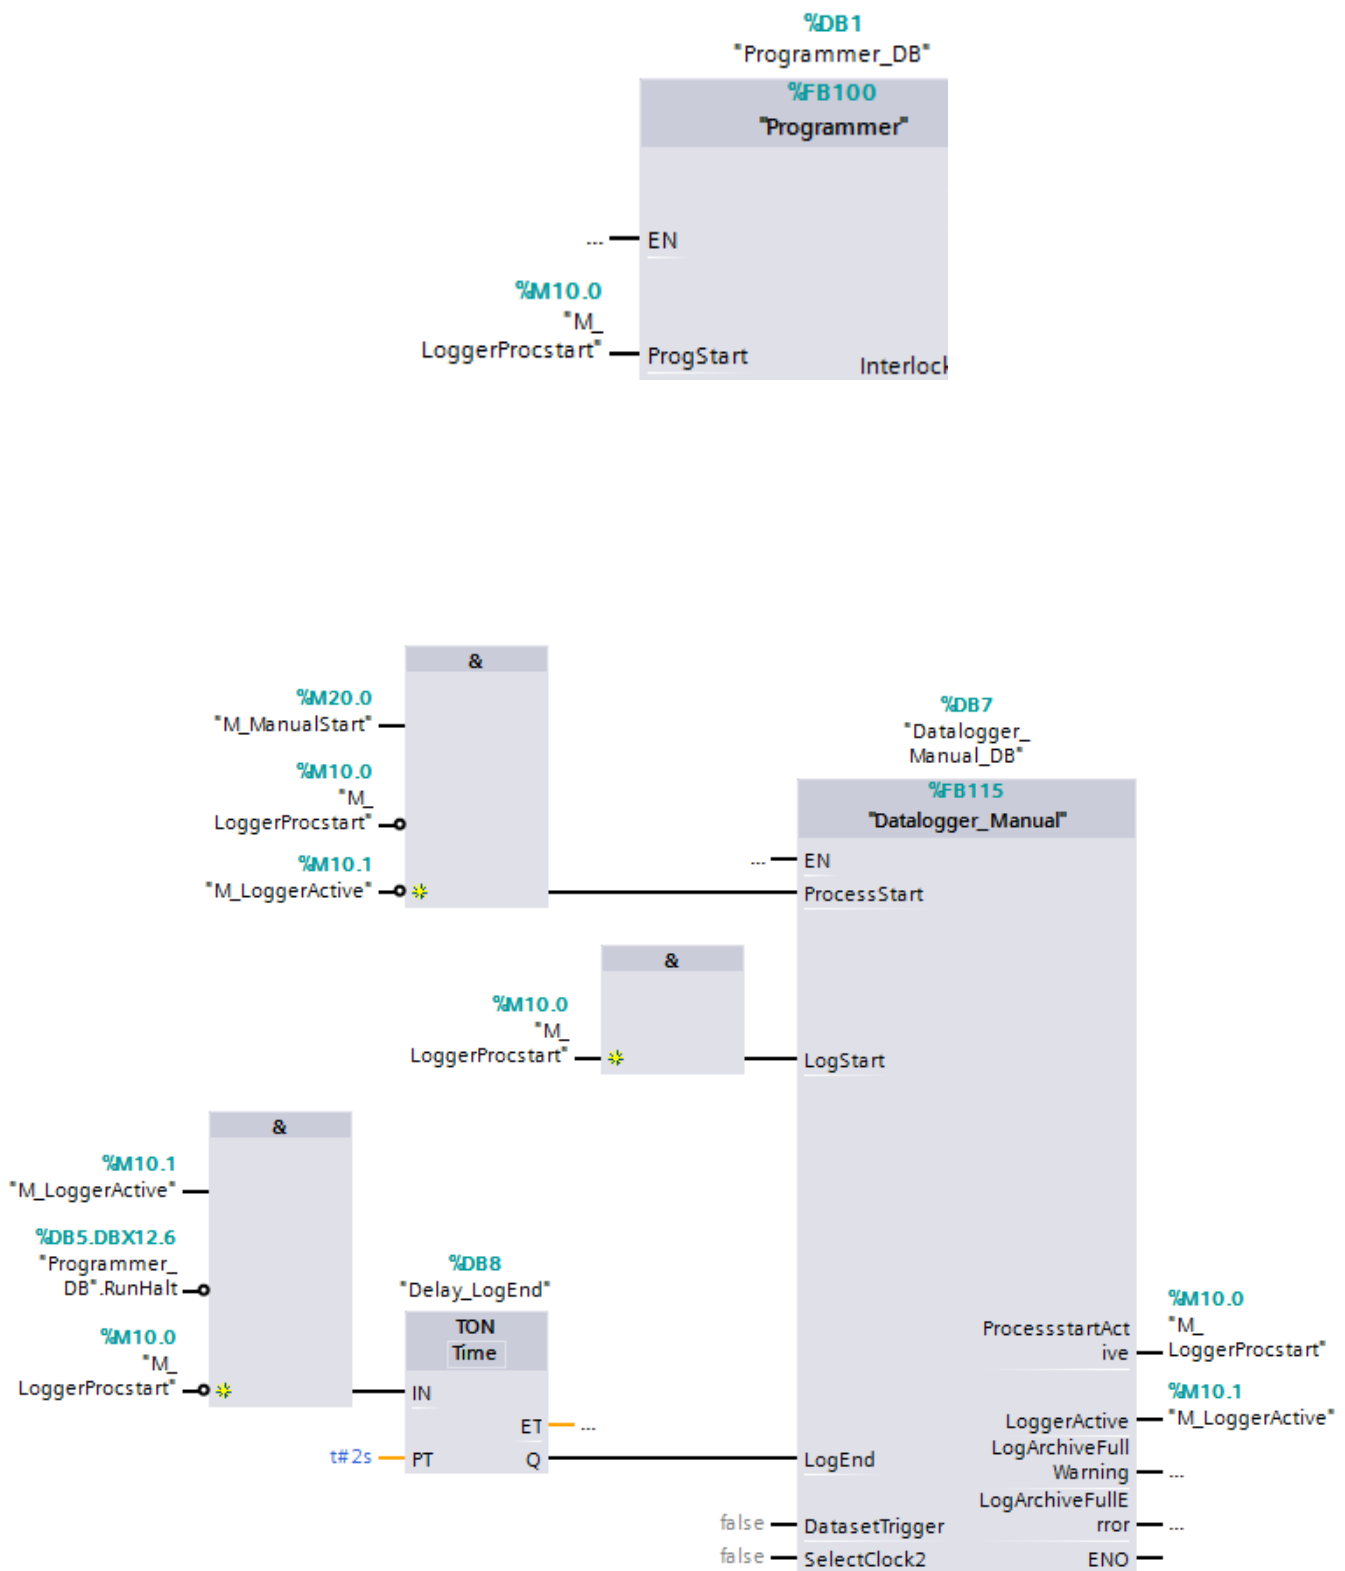 %DB1
"Programmer_DB"
%FB100
"Programmer"
... EN
%M10.0
"M_
LoggerProcstart"
ProgStart
Interlock
&
%M20.0
"M_ManualStart"
%M10.0
"M_
LoggerProcstart"
%M10.1
"M_LoggerActive"
%DB7
"Datalogger_
Manual_DB"
%FB115
"Datalogger_Manual"
... EN
ProcessStart
&
%M10.0
"M_
LoggerProcstart"
LogStart
&
%M10.1
"M_LoggerActive"
%DB5.DBX12.6
"Programmer_
DB".RunHalt
%M10.0
"M_
LoggerProcstart"
%DB8
"Delay_LogEnd"
TON
Time
IN
ET ...
t#2s PT Q
LogEnd
false DatasetTrigger
false SelectClock2
ProcessstartAct
ive
%M10.0
"M_
LoggerProcstart"
LoggerActive
%M10.1
"M_LoggerActive"
LogArchiveFull
Warning ...
LogArchiveFullE
rror ...
ENO